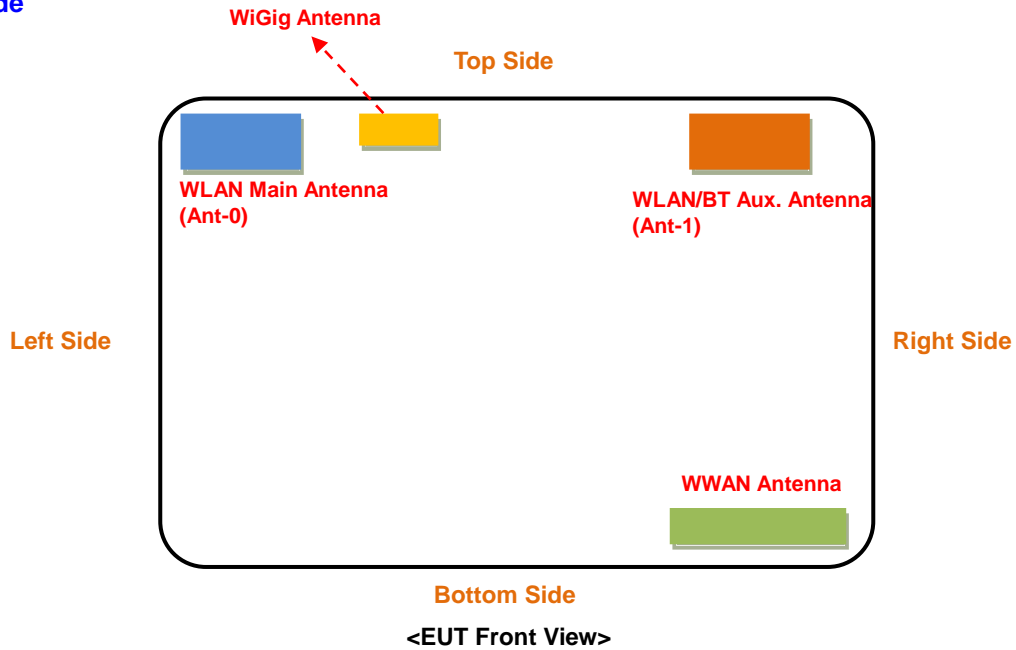 WiGig Antenna
Top Side
WLAN Main Antenna
(Ant-0)
WLAN/BT Aux. Antenna
(Ant-1)
Left Side
Right Side
WWAN Antenna
Bottom Side
<EUT Front View>